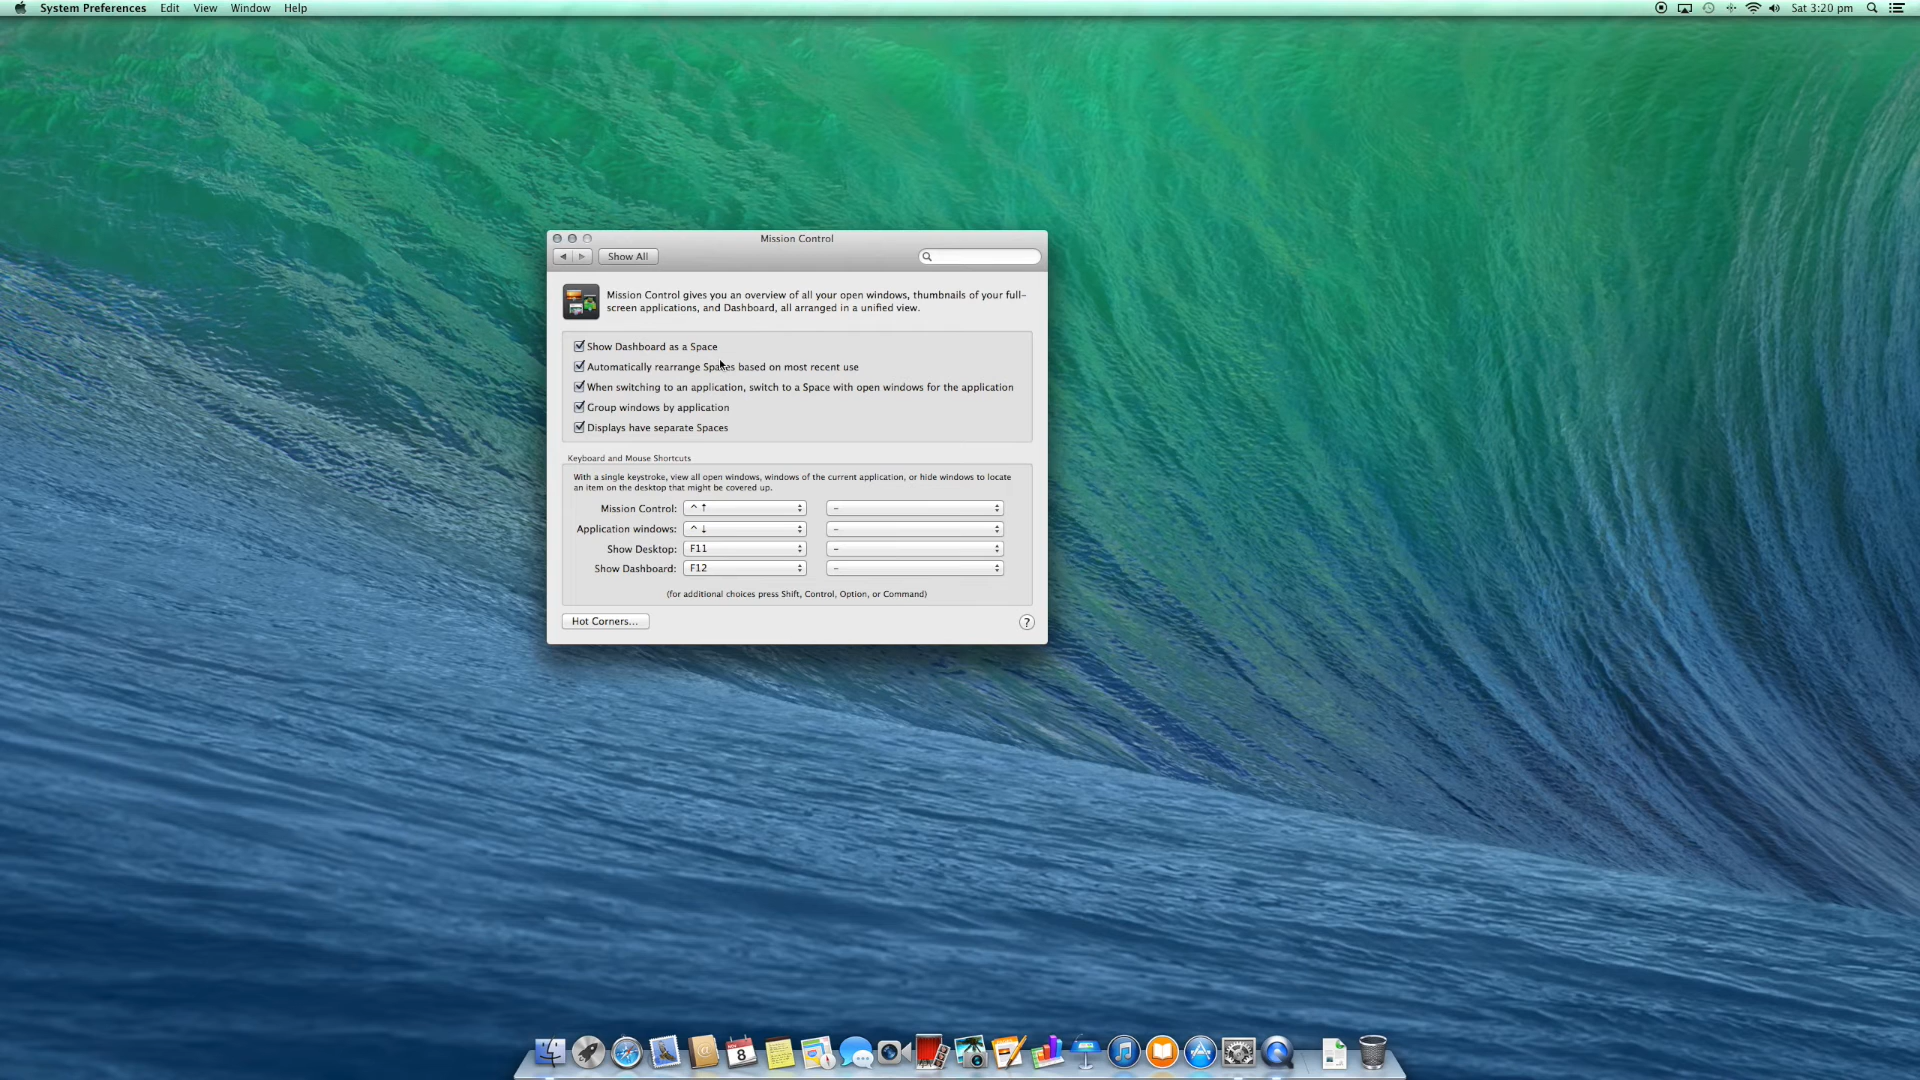 System Preferences Edit View Window Help
Sat 3:20 pm
Mission Control
Show All
Mission Control gives you an overview of all your open windows, thumbnails of your full-
screen applications, and Dashboard, all arranged in a unified view.
Show Dashboard as a Space
Automatically rearrange Spaces based on most recent use
When switching to an application, switch to a Space with open windows for the application
Group windows by application
Displays have separate Spaces
Keyboard and Mouse Shortcuts
With a single keystroke, view all open windows, windows of the current application, or hide windows to locate
an item on the desktop that might be covered up.
Mission Control: ^ ↑ –
Application windows: ^ ↓ –
Show Desktop: F11 –
Show Dashboard: F12 –
(for additional choices press Shift, Control, Option, or Command)
Hot Corners... ?
NOV
8